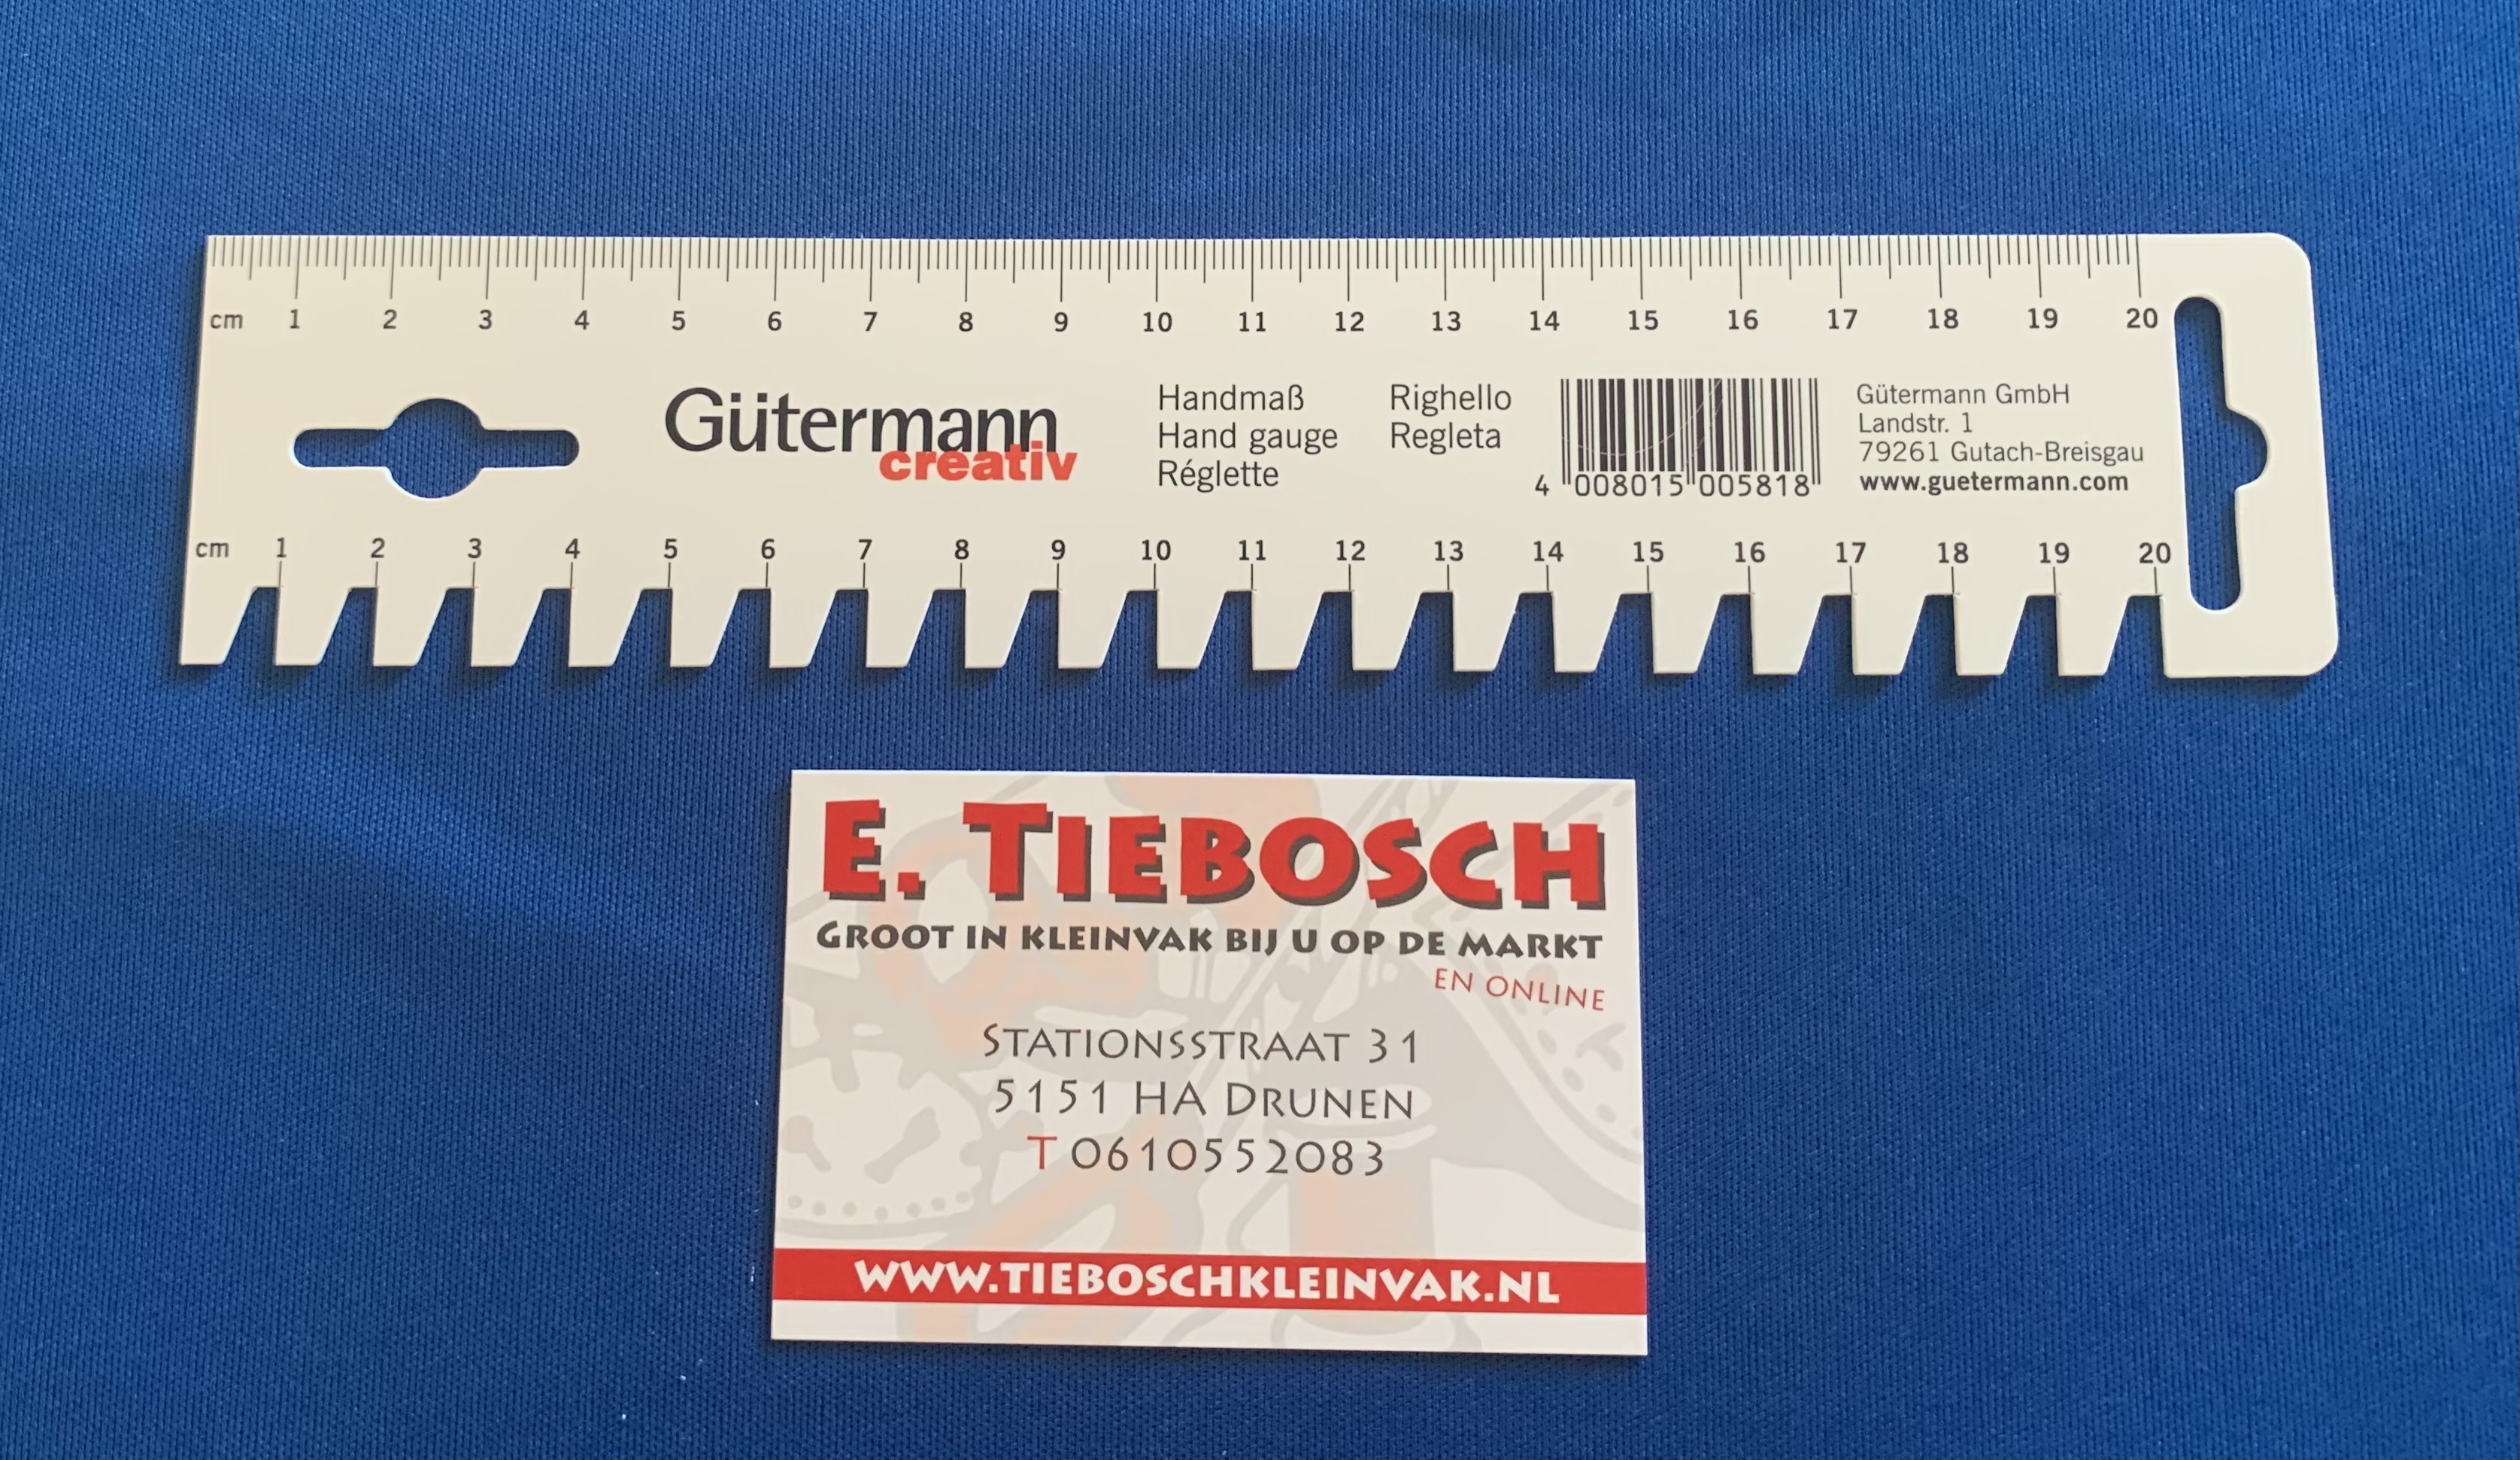 cm 1 2 3 4 5 6 7 8 9 10 11 12 13 14 15 16 17 18 19 20
Gütermann
creativ
Handmaß
Hand gauge
Réglette
Righello
Regleta
4 008015 005818
Gütermann GmbH
Landstr. 1
79261 Gutach-Breisgau
www.guetermann.com
cm 1 2 3 4 5 6 7 8 9 10 11 12 13 14 15 16 17 18 19 20
E. TIEBOSCH
GROOT IN KLEINVAK BIJ U OP DE MARKT
EN ONLINE
STATIONSSTRAAT 31
5151 HA DRUNEN
T 0610552083
WWW.TIEBOSCHKLEINVAK.NL